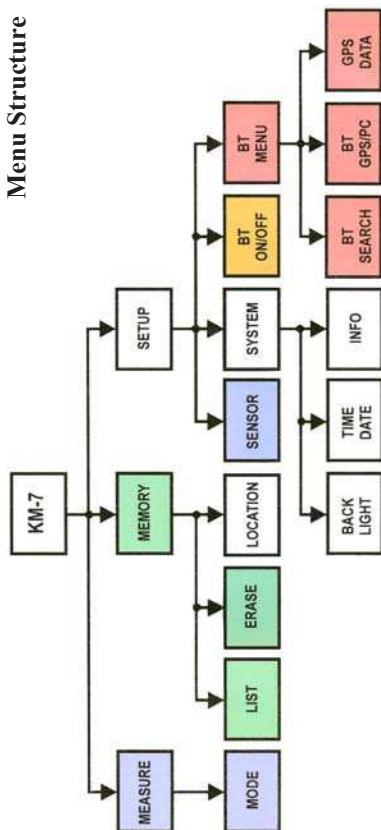 Menu Structure
KM-7
MEASURE
MEMORY
SETUP
MODE
LIST
ERASE
LOCATION
SENSOR
SYSTEM
BT
ON/OFF
BT
MENU
BACK
LIGHT
TIME
DATE
INFO
BT
SEARCH
BT
GPS/PC
GPS
DATA